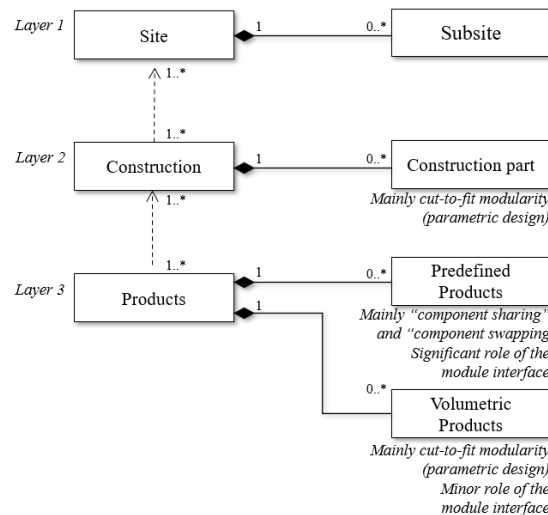 Layer 1
Site
1
0..*
Subsite
1..*
1..*
Layer 2
Construction
1
0..*
Construction part
Mainly cut-to-fit modularity
(parametric design)
1..*
1..*
Layer 3
Products
1
0..*
Predefined
Products
Mainly “component sharing”
and “component swapping
Significant role of the
module interface
1
0..*
Volumetric
Products
Mainly cut-to-fit modularity
(parametric design)
Minor role of the
module interface